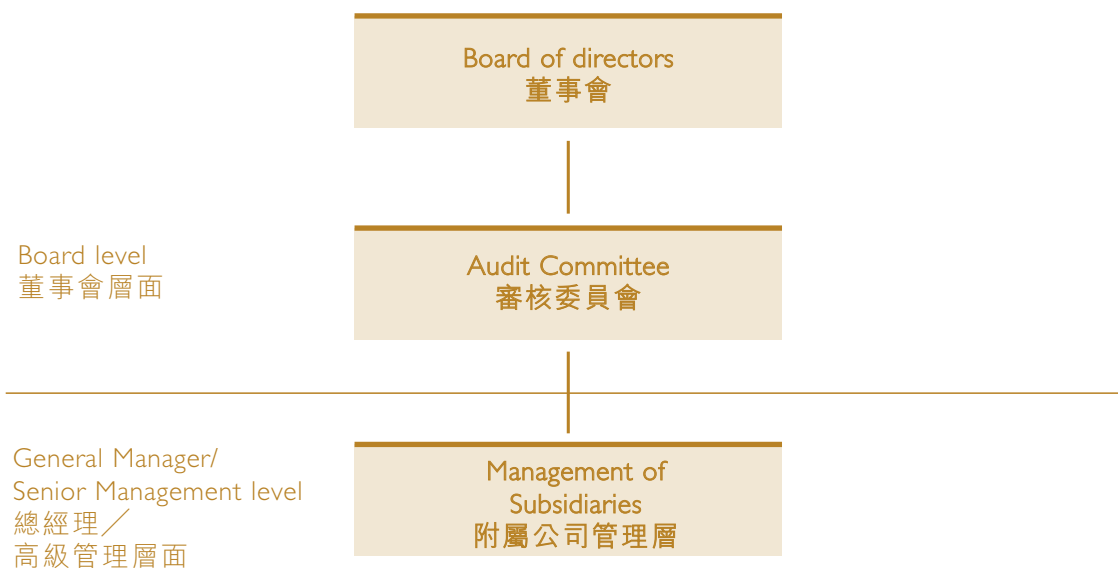 Board of directors
董事會
Board level
董事會層面
Audit Committee
審核委員會
General Manager/
Senior Management level
總經理／
高級管理層面
Management of
Subsidiaries
附屬公司管理層